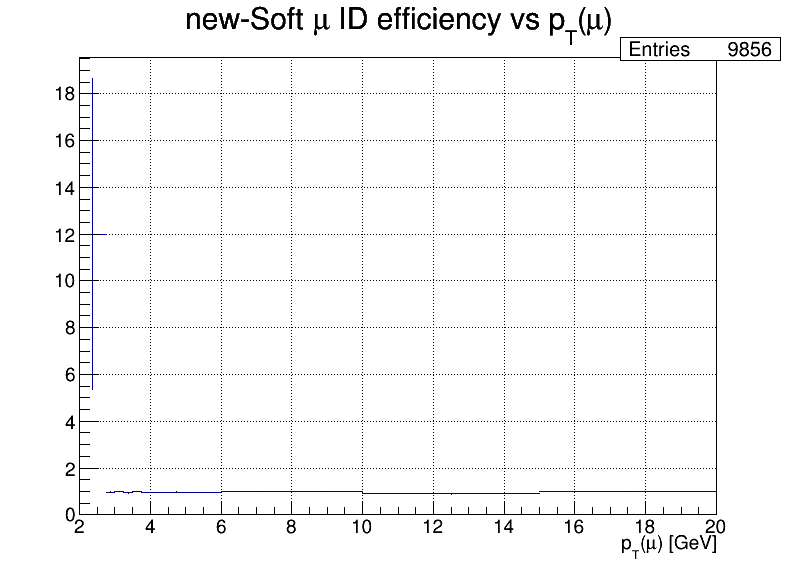 new-Soft μ ID efficiency vs p_T(μ)
Entries 9856
18
16
14
12
10
8
6
4
2
0
2 4 6 8 10 12 14 16 18 20
p_T(μ) [GeV]